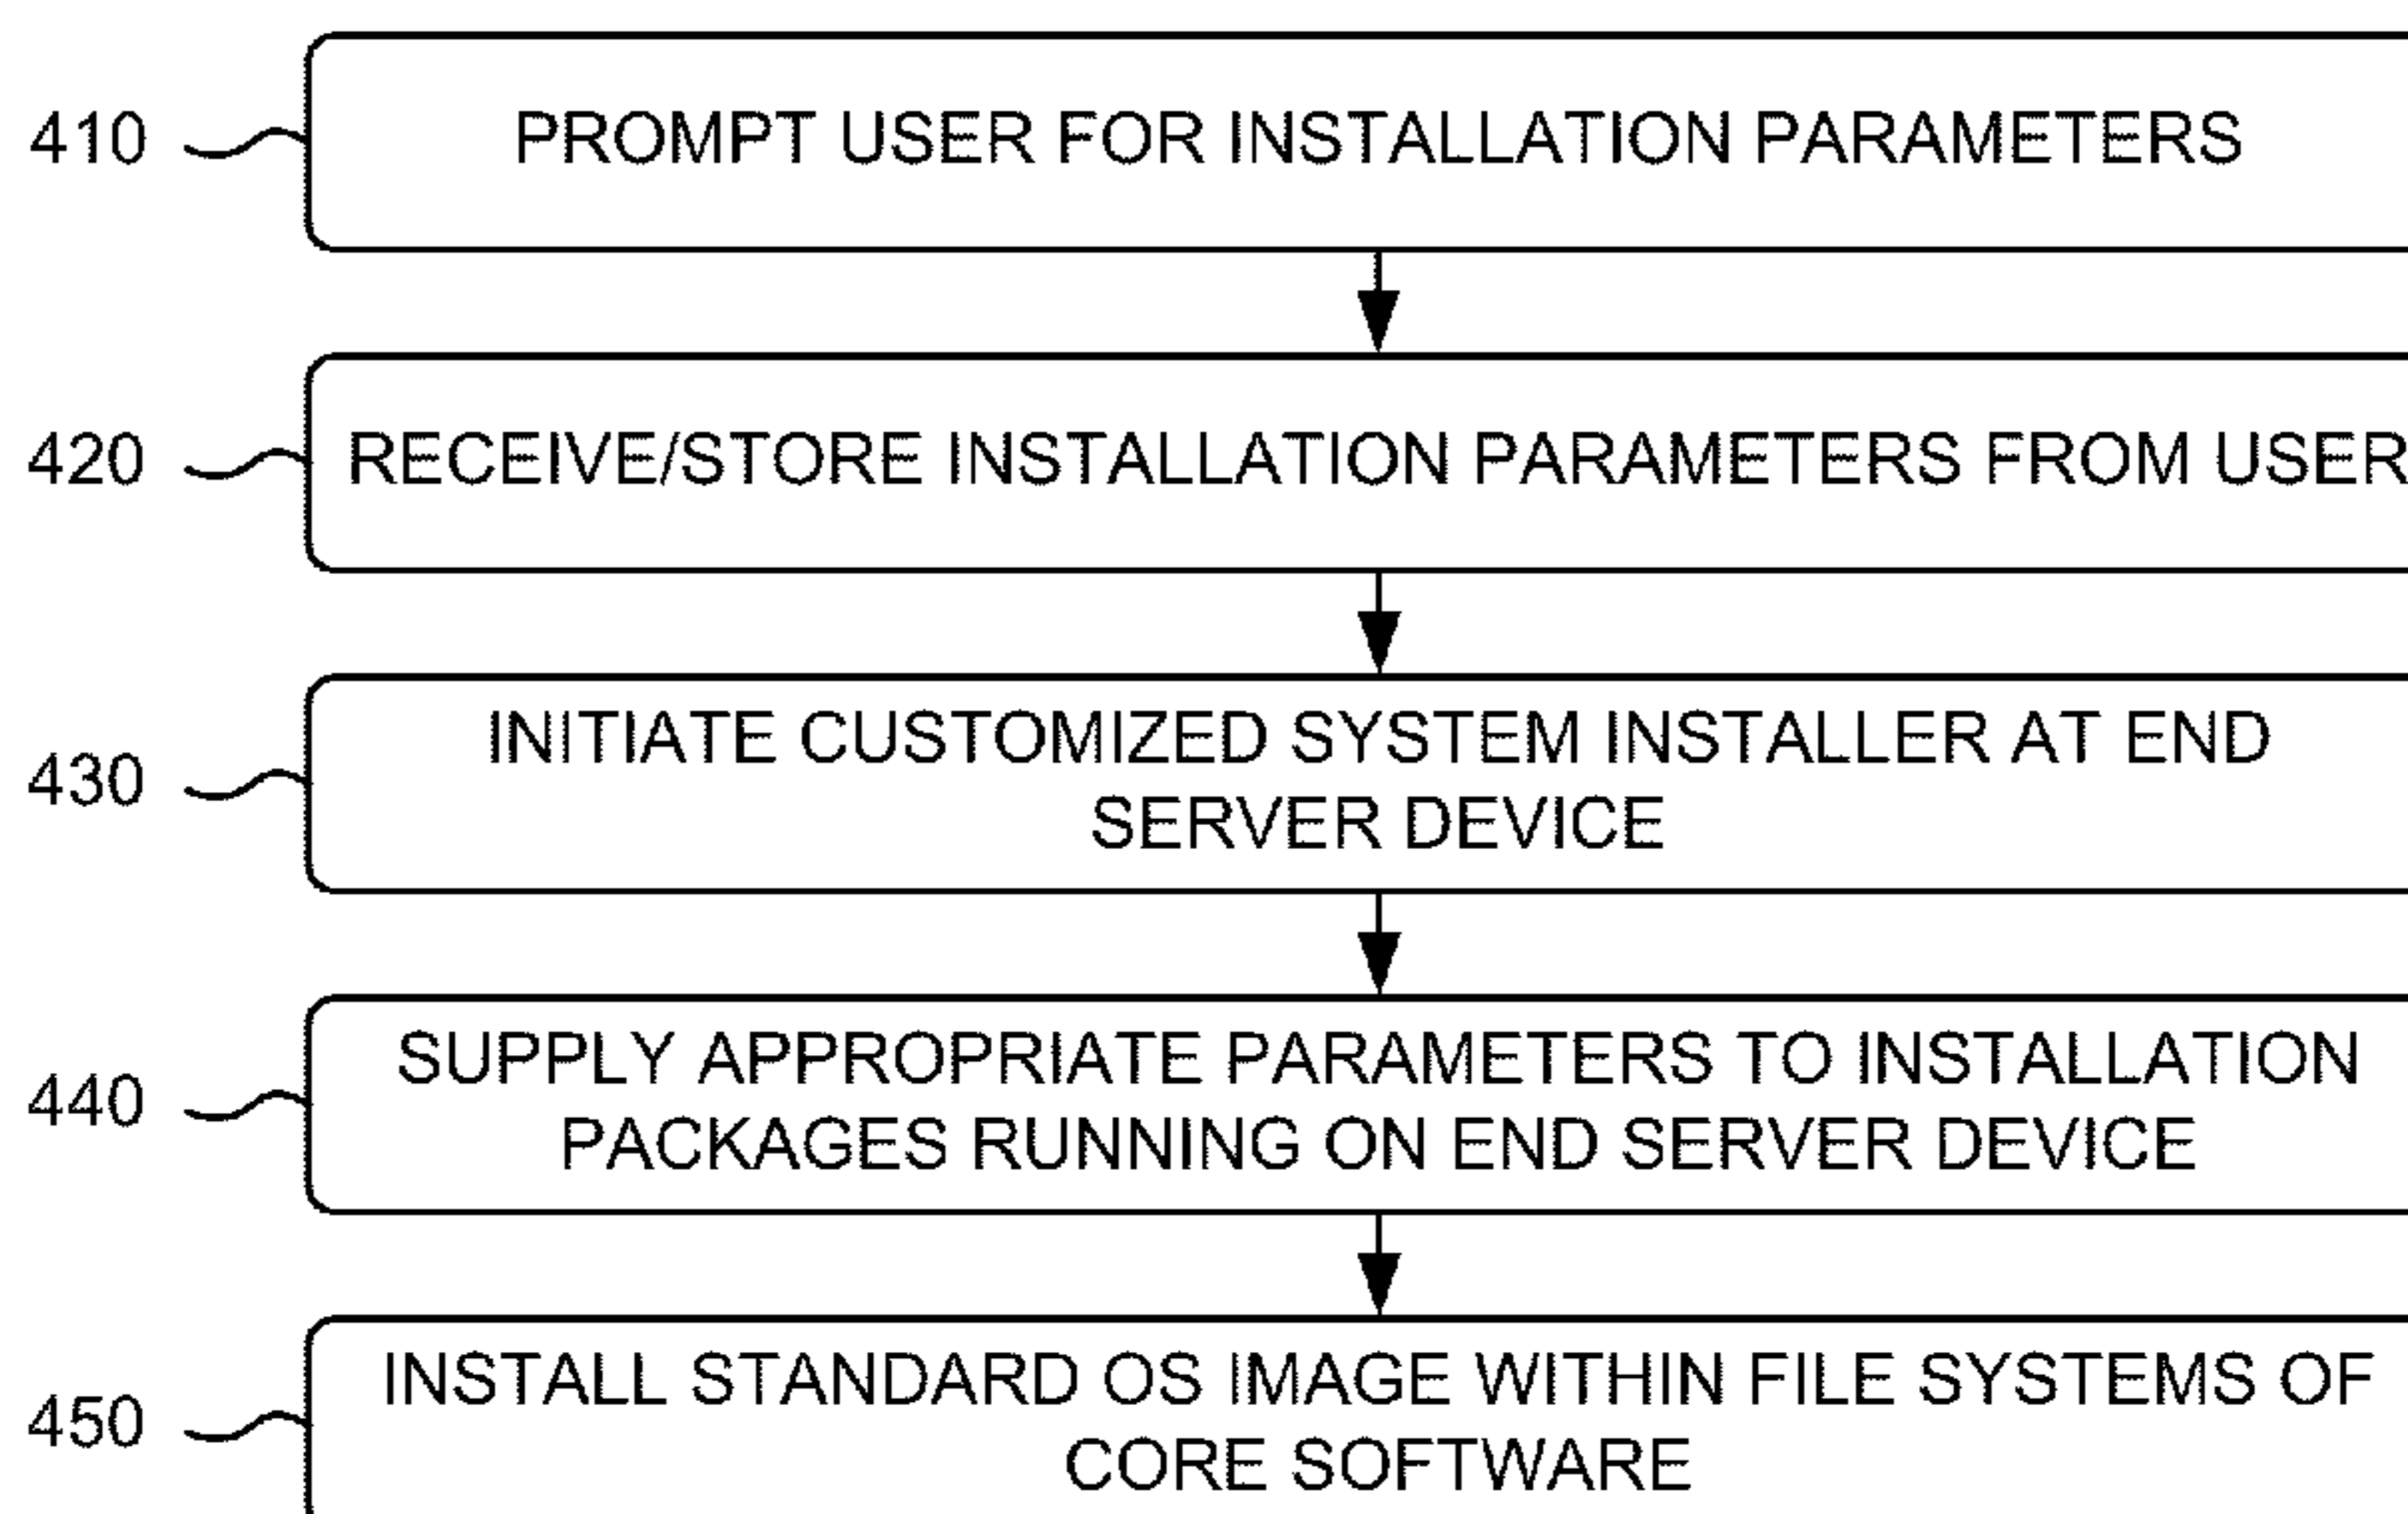 410
PROMPT USER FOR INSTALLATION PARAMETERS
420
RECEIVE/STORE INSTALLATION PARAMETERS FROM USER
430
INITIATE CUSTOMIZED SYSTEM INSTALLER AT END
SERVER DEVICE
440
SUPPLY APPROPRIATE PARAMETERS TO INSTALLATION
PACKAGES RUNNING ON END SERVER DEVICE
450
INSTALL STANDARD OS IMAGE WITHIN FILE SYSTEMS OF
CORE SOFTWARE